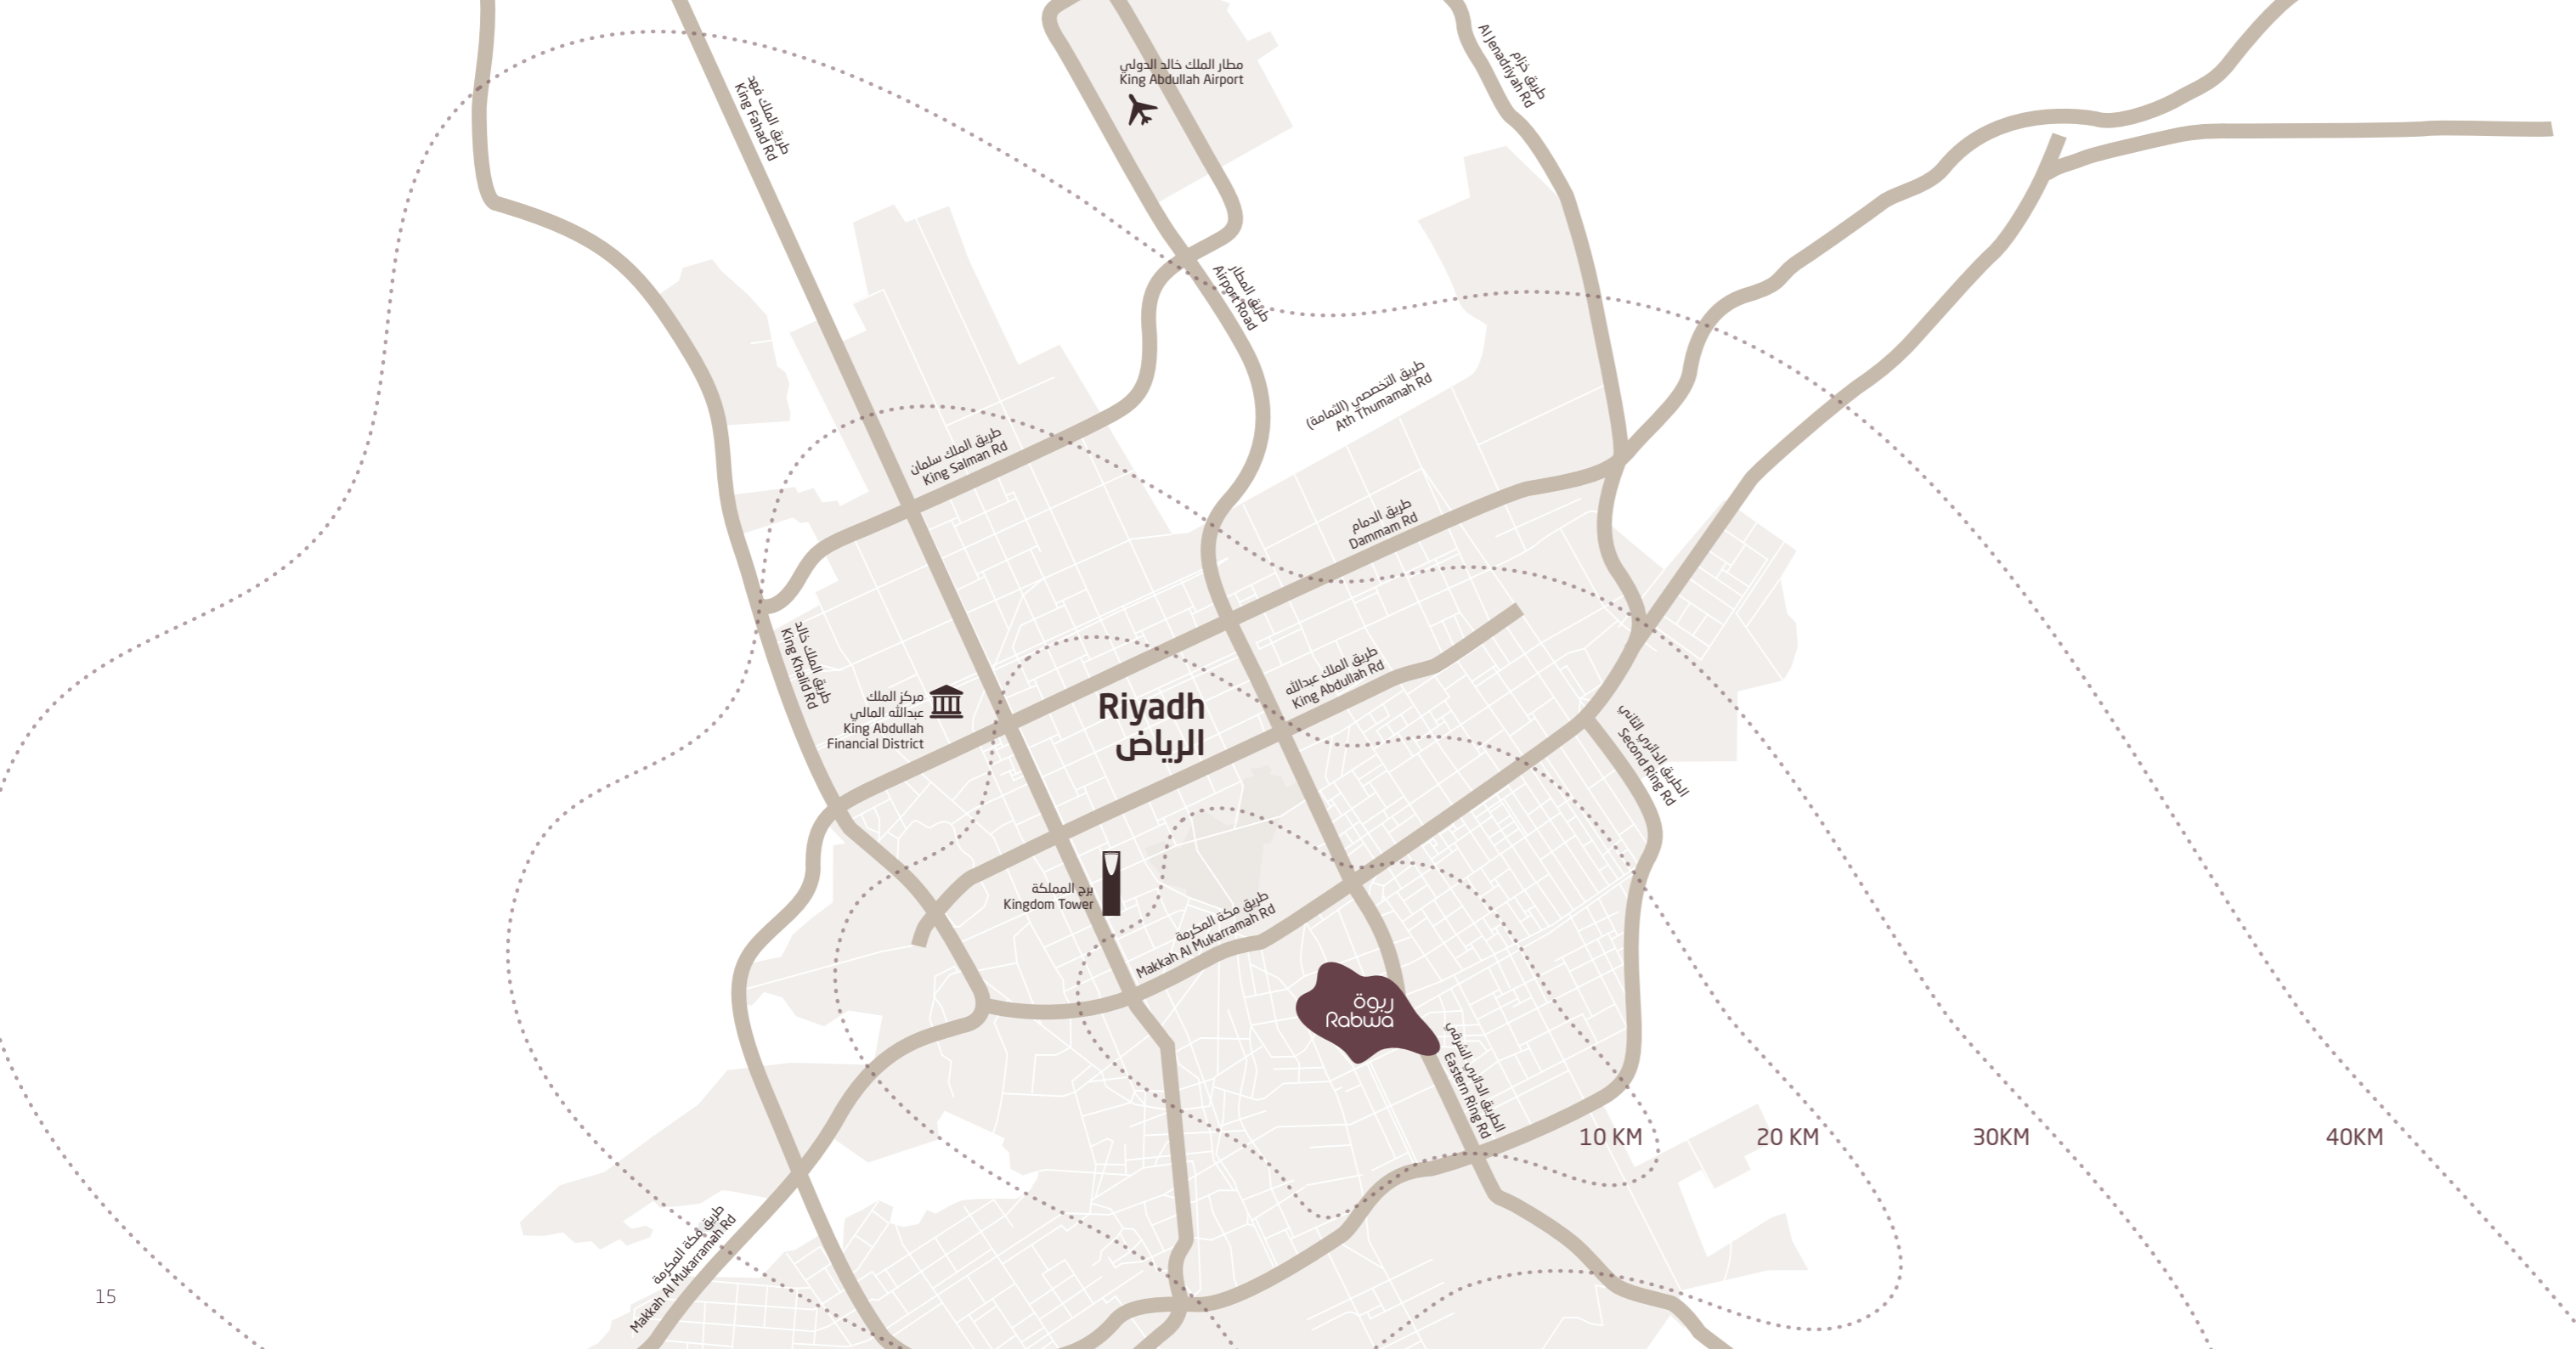 مطار الملك خالد الدولي
King Abdullah Airport
طريق الملك فهد
King Fahad Rd
طريق خزام
Al Jenadriyah Rd
طريق المطار
Airport Road
طريق التخصصي (الثمامة)
Ath Thumamah Rd
طريق الملك سلمان
King Salman Rd
طريق الدمام
Dammam Rd
طريق الملك خالد
King Khalid Rd
مركز الملك
عبدالله المالي
King Abdullah
Financial District
Riyadh
الرياض
طريق الملك عبدالله
King Abdullah Rd
الطريق الدائري الثاني
Second Ring Rd
برج المملكة
Kingdom Tower
طريق مكة المكرمة
Makkah Al Mukarramah Rd
ربوة
Rabwa
الطريق الدائري الشرقي
Eastern Ring Rd
10 KM
20 KM
30KM
40KM
طريق مكة المكرمة
Makkah Al Mukarramah Rd
15